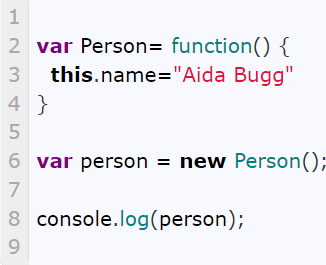 1
2 var Person= function() {
3   this.name="Aida Bugg"
4 }
5
6 var person = new Person();
7
8 console.log(person);
9